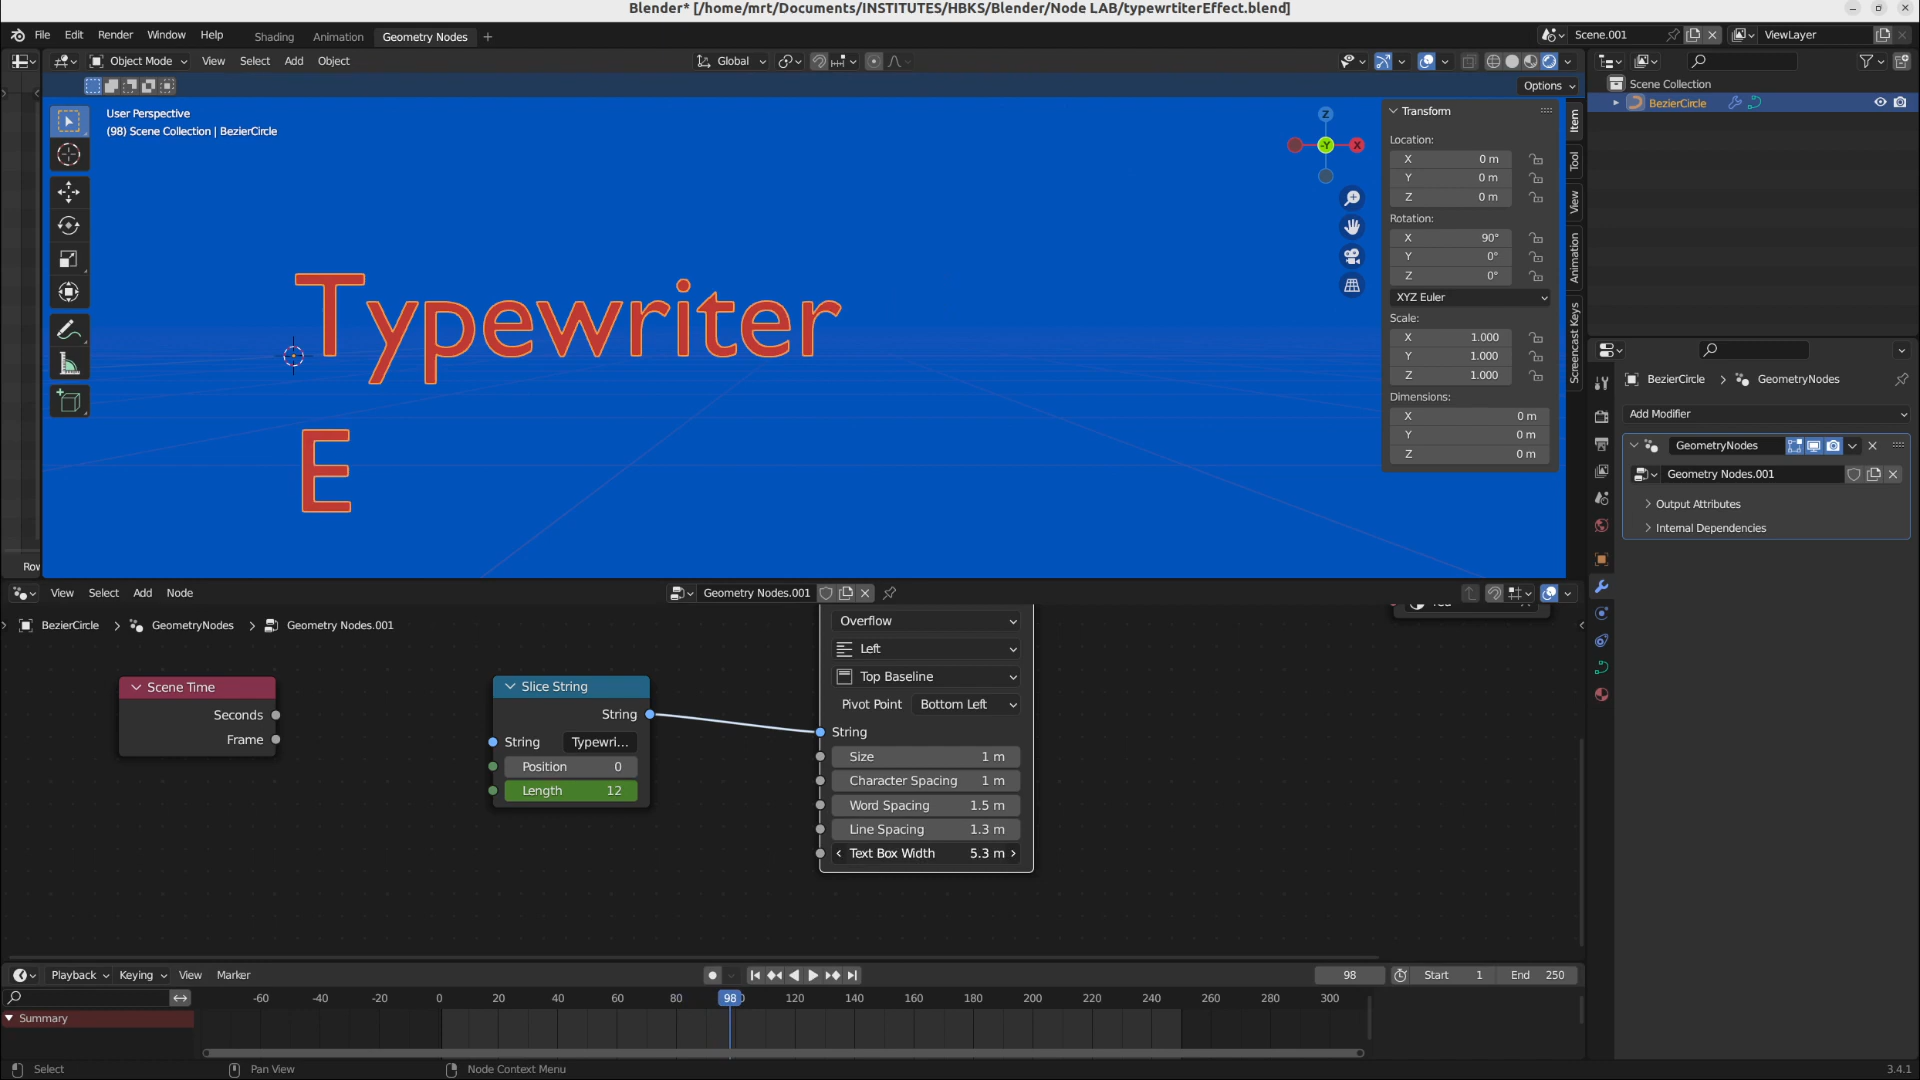 Blender* [/home/mrt/Documents/INSTITUTES/HBKS/Blender/Node LAB/typewrtiterEffect.blend]
File Edit Render Window Help Shading Animation Geometry Nodes + Scene.001 ViewLayer
Object Mode View Select Add Object Global
Options
User Perspective
(98) Scene Collection | BezierCircle
Z
-Y
X
Typewriter
E
Transform
Location:
X 0 m
Y 0 m
Z 0 m
Rotation:
X 90°
Y 0°
Z 0°
XYZ Euler
Scale:
X 1.000
Y 1.000
Z 1.000
Dimensions:
X 0 m
Y 0 m
Z 0 m
Item
Tool
View
Animation
Screencast Keys
Scene Collection
BezierCircle
BezierCircle > GeometryNodes
Add Modifier
GeometryNodes
Geometry Nodes.001
Output Attributes
Internal Dependencies
Row
View Select Add Node Geometry Nodes.001
BezierCircle > GeometryNodes > Geometry Nodes.001
Scene Time
Seconds
Frame
Slice String
String
String Typewri...
Position 0
Length 12
Overflow
Left
Top Baseline
Pivot Point Bottom Left
String
Size 1 m
Character Spacing 1 m
Word Spacing 1.5 m
Line Spacing 1.3 m
Text Box Width 5.3 m
Playback Keying View Marker 98 Start 1 End 250
-60 -40 -20 0 20 40 60 80 98 120 140 160 180 200 220 240 260 280 300
Summary
Select Pan View Node Context Menu 3.4.1